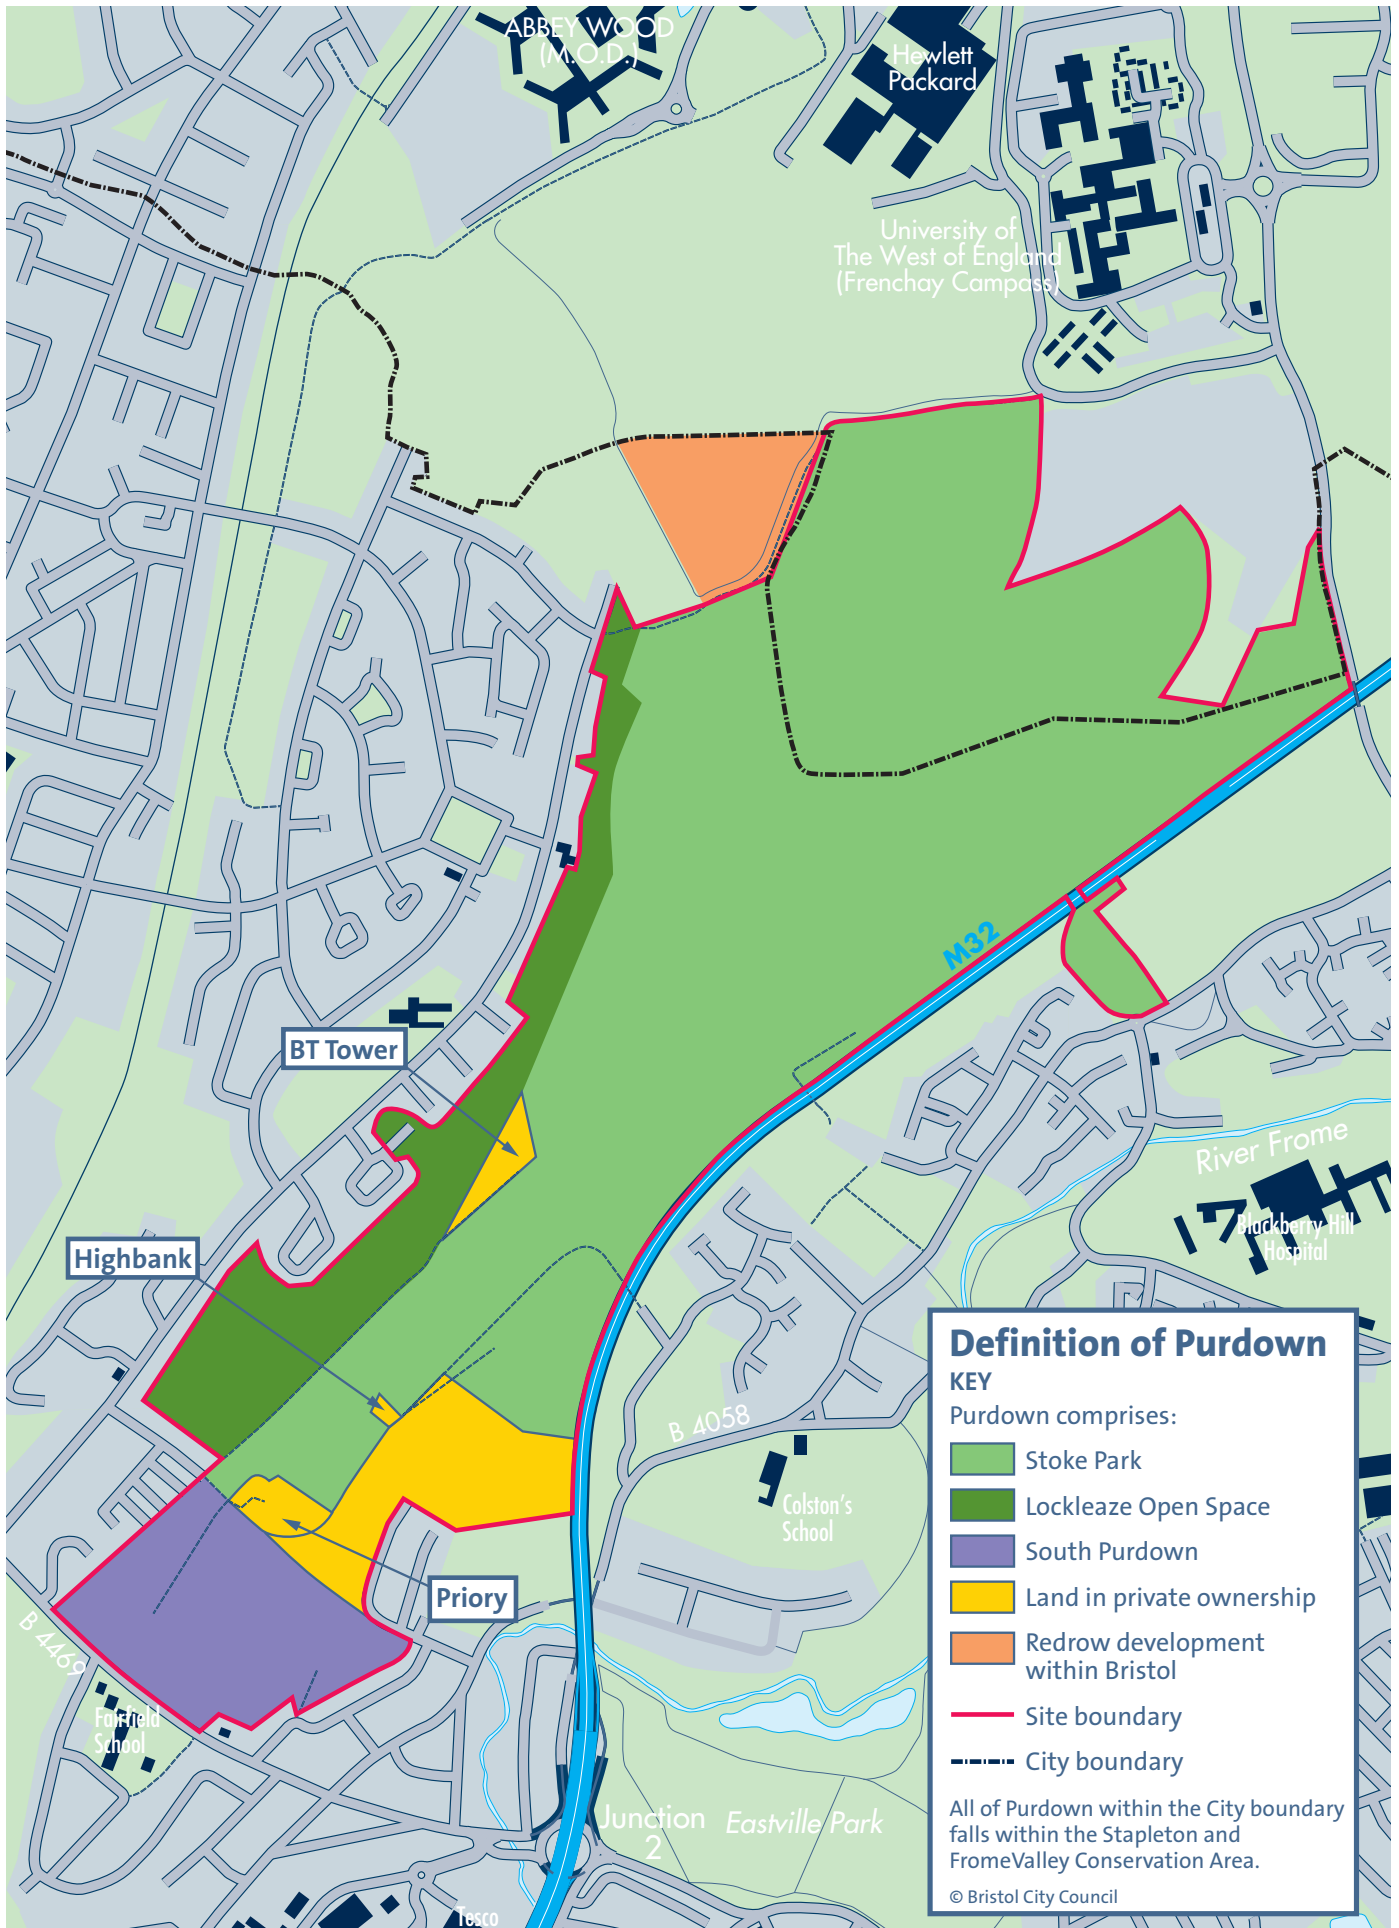 ABBEY WOOD
(M.O.D.)
Hewlett
Packard
University of
The West of England
(Frenchay Campass)
M32
BT Tower
River Frome
Blackberry Hill
Hospital
Highbank
B 4058
Colston's
School
Priory
B 4469
Fairfield
School
Junction
2
Eastville Park
Tesco
Definition of Purdown
KEY
Purdown comprises:
Stoke Park
Lockleaze Open Space
South Purdown
Land in private ownership
Redrow development
within Bristol
Site boundary
City boundary
All of Purdown within the City boundary
falls within the Stapleton and
FromeValley Conservation Area.
© Bristol City Council